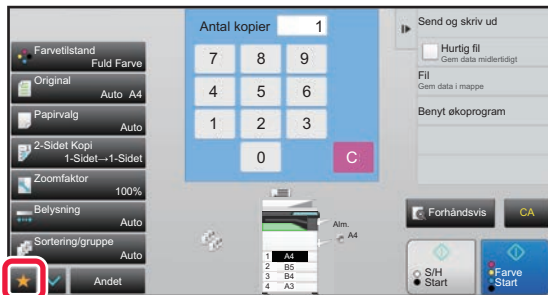 Antal kopier 1
Farvetilstand
Fuld Farve
Original
Auto A4
Papirvalg
Auto
2-Sidet Kopi
1-Sidet→1-Sidet
Zoomfaktor
100%
Belysning
Auto
Sortering/gruppe
Auto
Andet
7 8 9
4 5 6
1 2 3
0 C
Alm.
A4
1 A4
2 B5
3 B4
4 A3
Send og skriv ud
Hurtig fil
Gem data midlertidigt
Fil
Gem data i mappe
Benyt økoprogram
Forhåndsvis CA
S/H
Start
Farve
Start